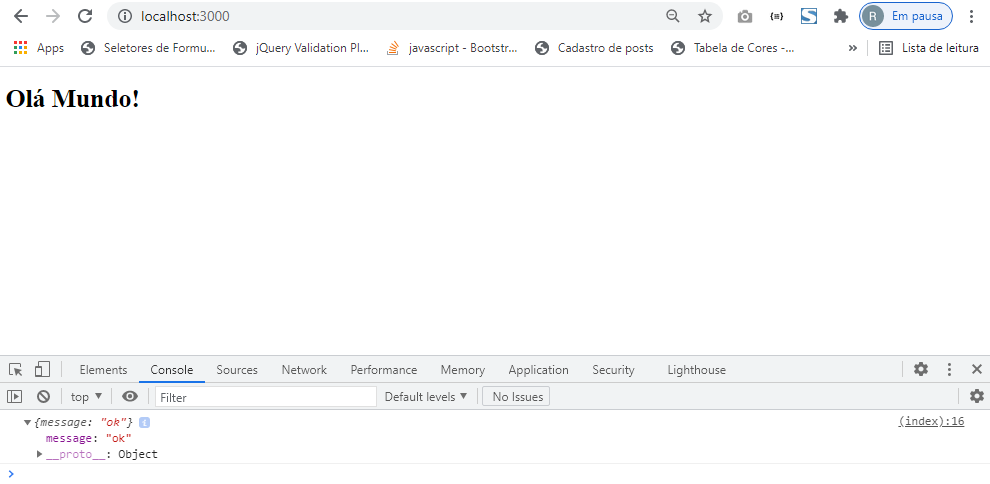 localhost:3000
R Em pausa
Apps Seletores de Formu... jQuery Validation Pl... javascript - Bootstr... Cadastro de posts Tabela de Cores -... » Lista de leitura
Olá Mundo!
Elements Console Sources Network Performance Memory Application Security Lighthouse
top ▼ Filter Default levels ▼ No Issues
▼ {message: "ok"} i (index):16
message: "ok"
▶ __proto__: Object
>